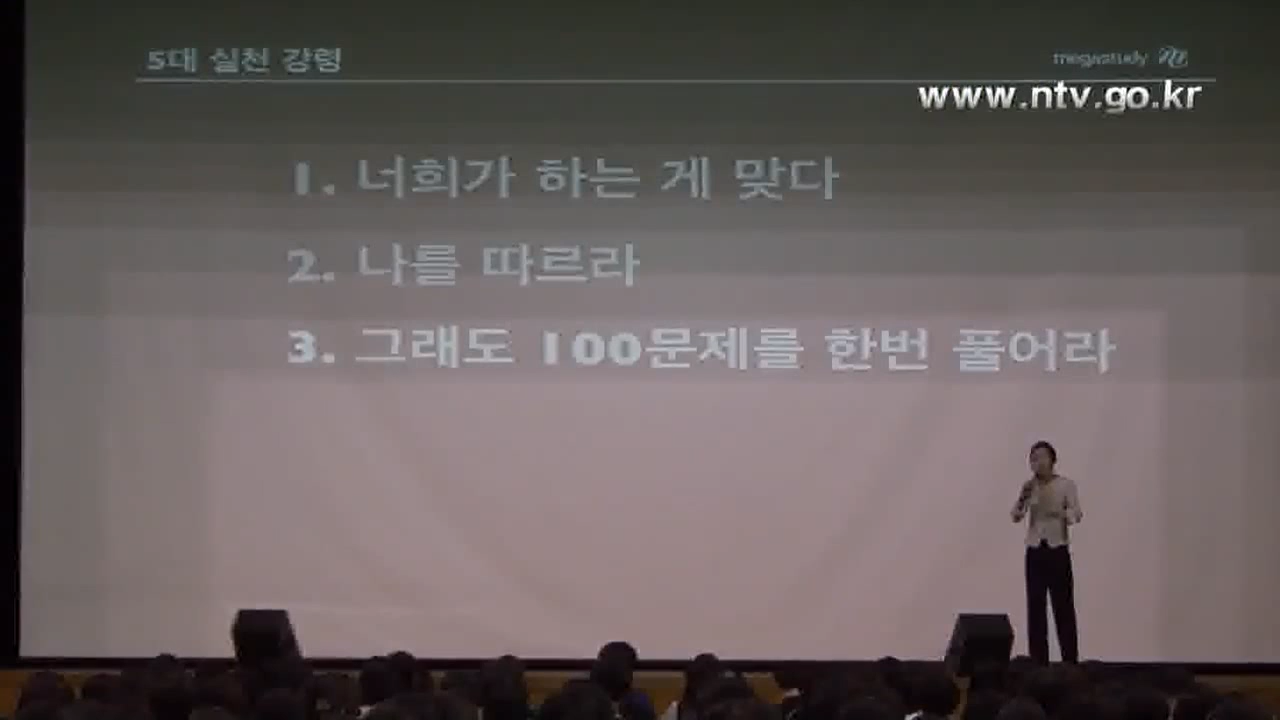 5대 실천 강령
megastudy
www.ntv.go.kr
1. 너희가 하는 게 맞다
2. 나를 따르라
3. 그래도 100문제를 한번 풀어라